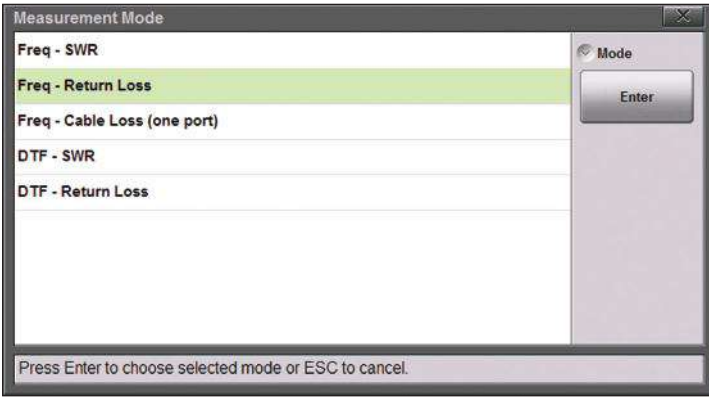 Measurement Mode
Freq - SWR
Mode
Freq - Return Loss
Enter
Freq - Cable Loss (one port)
DTF - SWR
DTF - Return Loss
Press Enter to choose selected mode or ESC to cancel.